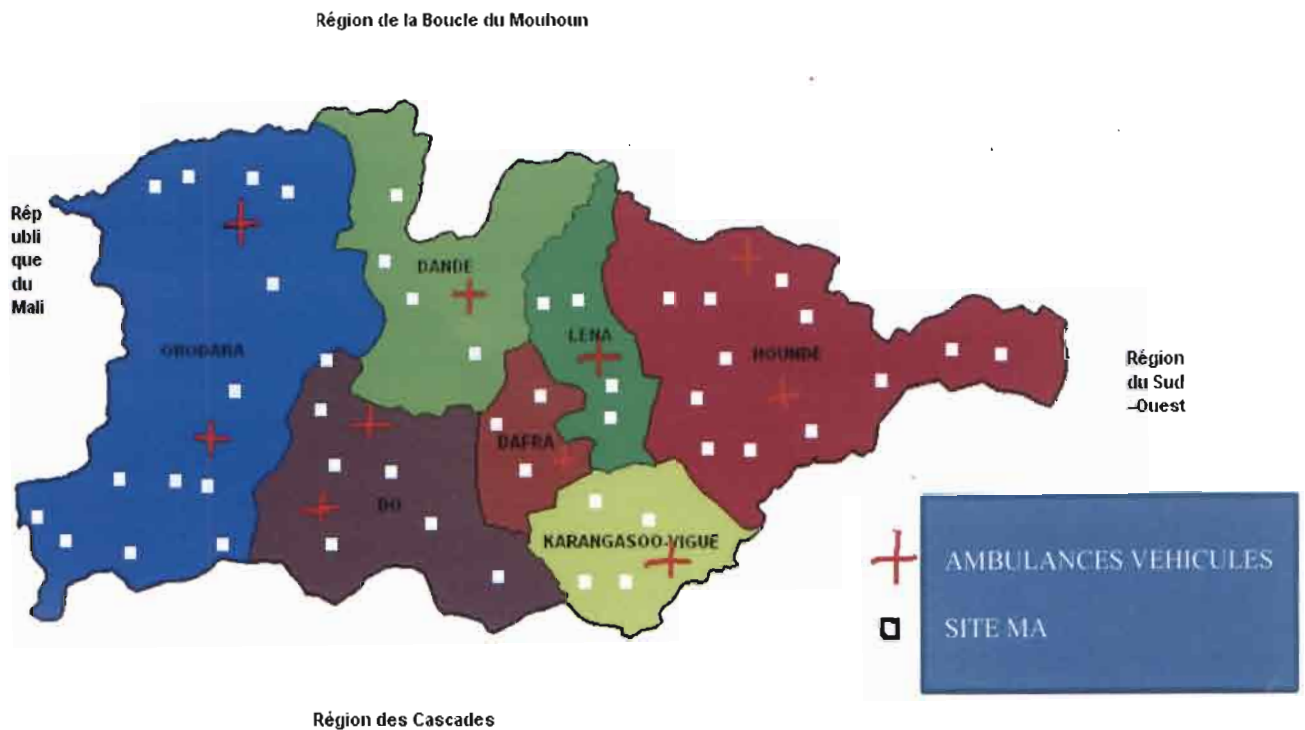 Région de la Boucle du Mouhoun
Rép
ubli
que
du
Mali
DANDE
LENA
ORODARA
HOUNDE
Région
du Sud
–Ouest
DAFRA
DO
KARANGASOO-VIGUE
AMBULANCES VEHICULES
SITE MA
Région des Cascades